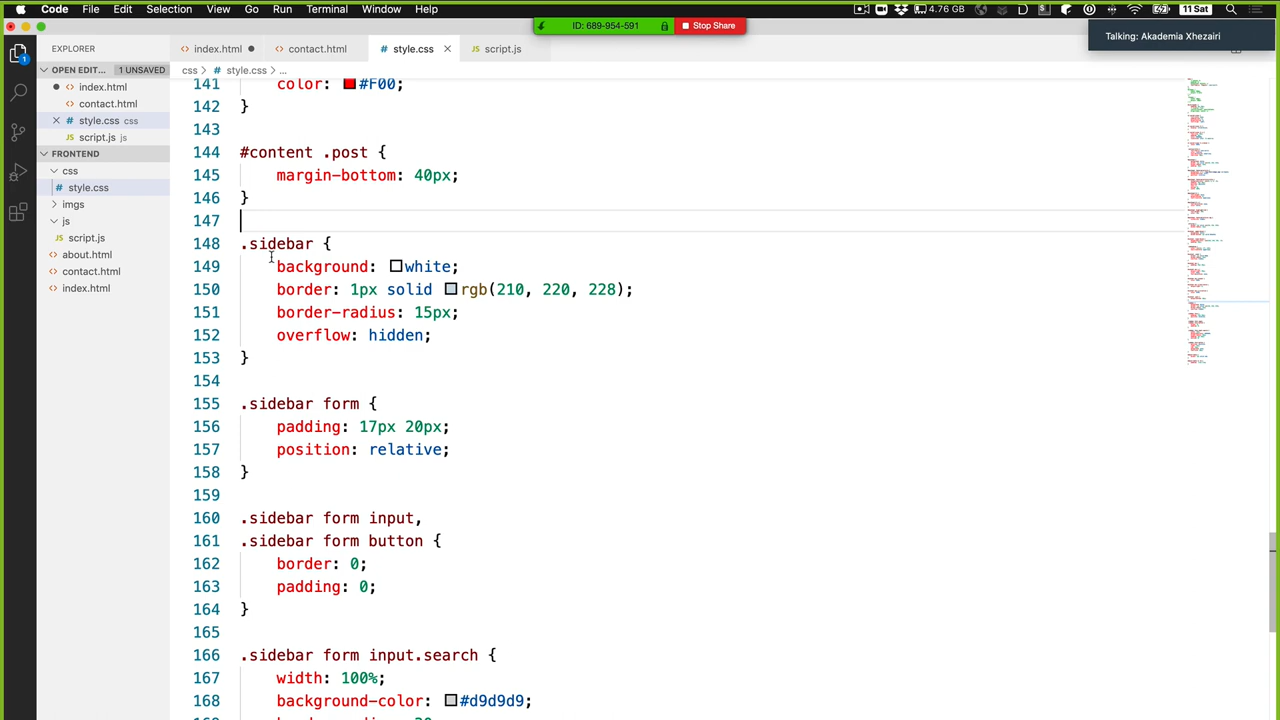 Code File Edit Selection View Go Run Terminal Window Help 4.76 GB 11 Sat
ID: 689-954-591 Stop Share
Talking: Akademia Xhezairi
EXPLORER
index.html contact.html style.css script.js
OPEN EDIT... 1 UNSAVED
css > style.css > ...
index.html
contact.html
style.css css
script.js js
FRONTEND
css
style.css
imgs
js
script.js
about.html
contact.html
index.html
1
141 color: #F00;
142 }
143
144 #content .post {
145 margin-bottom: 40px;
146 }
147
148 .sidebar {
149 background: white;
150 border: 1px solid rgb(210, 220, 228);
151 border-radius: 15px;
152 overflow: hidden;
153 }
154
155 .sidebar form {
156 padding: 17px 20px;
157 position: relative;
158 }
159
160 .sidebar form input,
161 .sidebar form button {
162 border: 0;
163 padding: 0;
164 }
165
166 .sidebar form input.search {
167 width: 100%;
168 background-color: #d9d9d9;